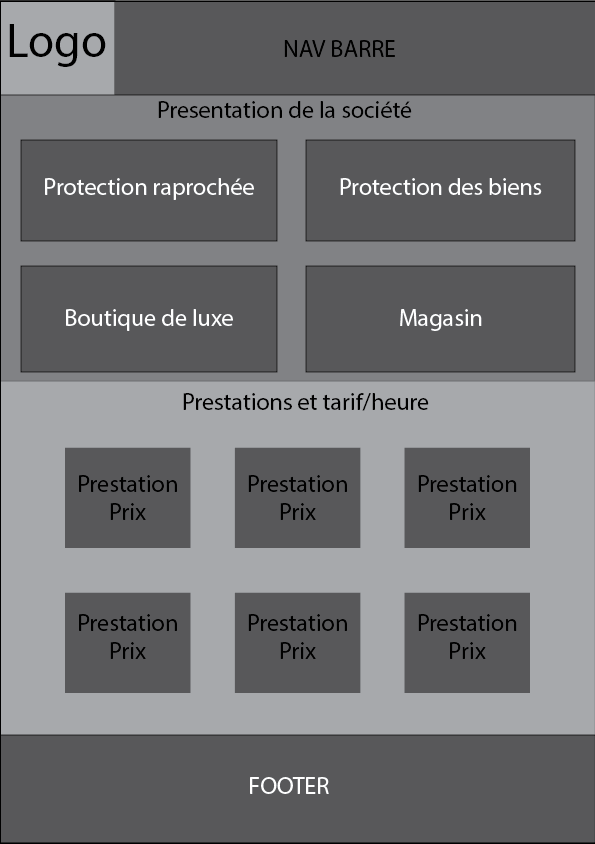 Logo
NAV BARRE
Presentation de la société
Protection raprochée
Protection des biens
Boutique de luxe
Magasin
Prestations et tarif/heure
Prestation
Prix
Prestation
Prix
Prestation
Prix
Prestation
Prix
Prestation
Prix
Prestation
Prix
FOOTER